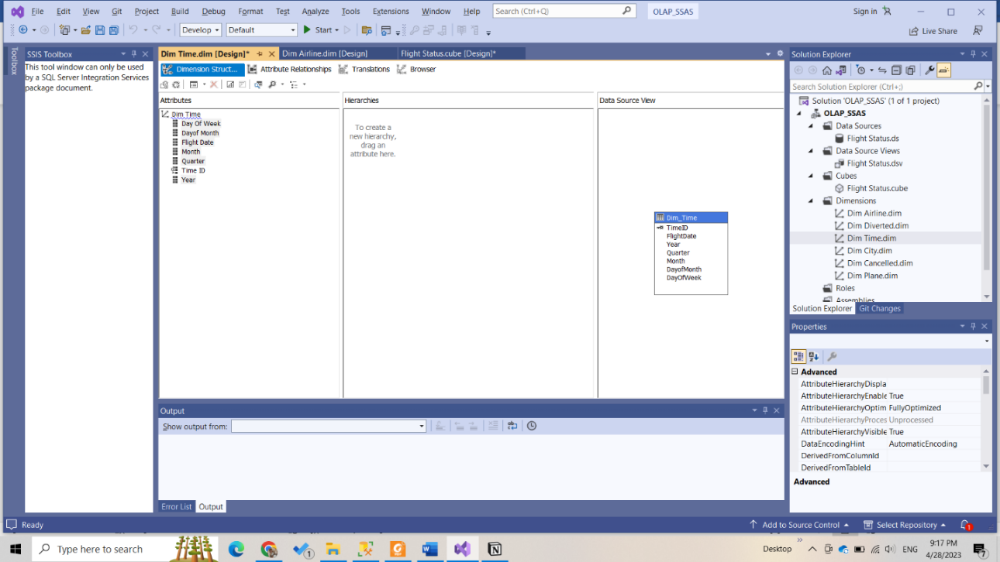 File Edit View Git Project Build Debug Format Test Analyze Tools Extensions Window Help Search (Ctrl+Q) OLAP_SSAS Sign in
Develop Default Start Live Share
Toolbox
SSIS Toolbox
This tool window can only be used
by a SQL Server Integration Services
package document.
Dim Time.dim [Design]* Dim Airline.dim [Design] Flight Status.cube [Design]*
Dimension Struct... Attribute Relationships Translations Browser
Attributes
Dim Time
Day Of Week
Dayof Month
Flight Date
Month
Quarter
Time ID
Year
Hierarchies
To create a
new hierarchy,
drag an
attribute here.
Data Source View
Dim_Time
TimeID
FlightDate
Year
Quarter
Month
DayofMonth
DayOfWeek
Output
Show output from:
Error List Output
Solution Explorer
Search Solution Explorer (Ctrl+;)
Solution 'OLAP_SSAS' (1 of 1 project)
OLAP_SSAS
Data Sources
Flight Status.ds
Data Source Views
Flight Status.dsv
Cubes
Flight Status.cube
Dimensions
Dim Airline.dim
Dim Diverted.dim
Dim Time.dim
Dim City.dim
Dim Cancelled.dim
Dim Plane.dim
Roles
Assemblies
Solution Explorer Git Changes
Properties
Advanced
AttributeHierarchyDispla
AttributeHierarchyEnable True
AttributeHierarchyOptim FullyOptimized
AttributeHierarchyProces Unprocessed
AttributeHierarchyVisible True
DataEncodingHint AutomaticEncoding
DerivedFromColumnId
DerivedFromTableId
Advanced
Ready Add to Source Control Select Repository 1
Type here to search 1 Desktop ENG 9:17 PM
4/28/2023 7